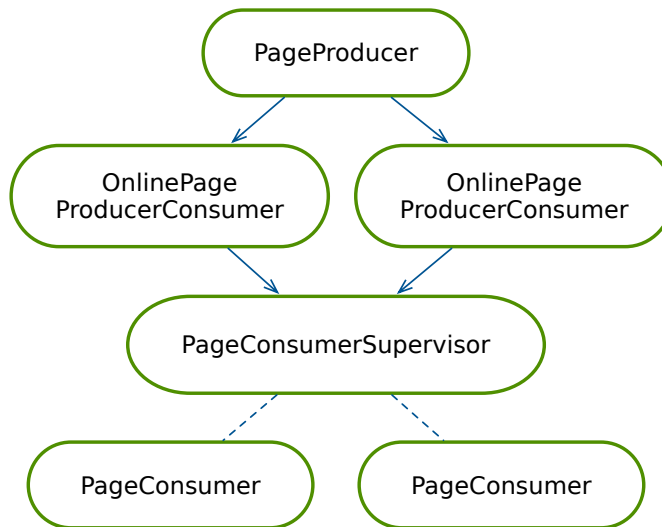 PageProducer
OnlinePage
ProducerConsumer
OnlinePage
ProducerConsumer
PageConsumerSupervisor
PageConsumer
PageConsumer